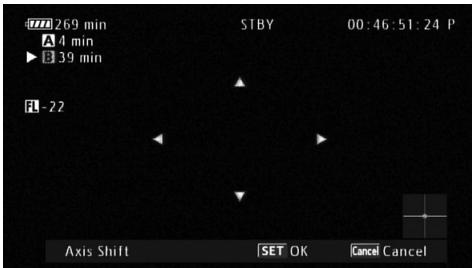 269 min STBY 00:46:51:24 P
A 4 min
B 39 min
FL -22
Axis Shift SET OK Cancel Cancel